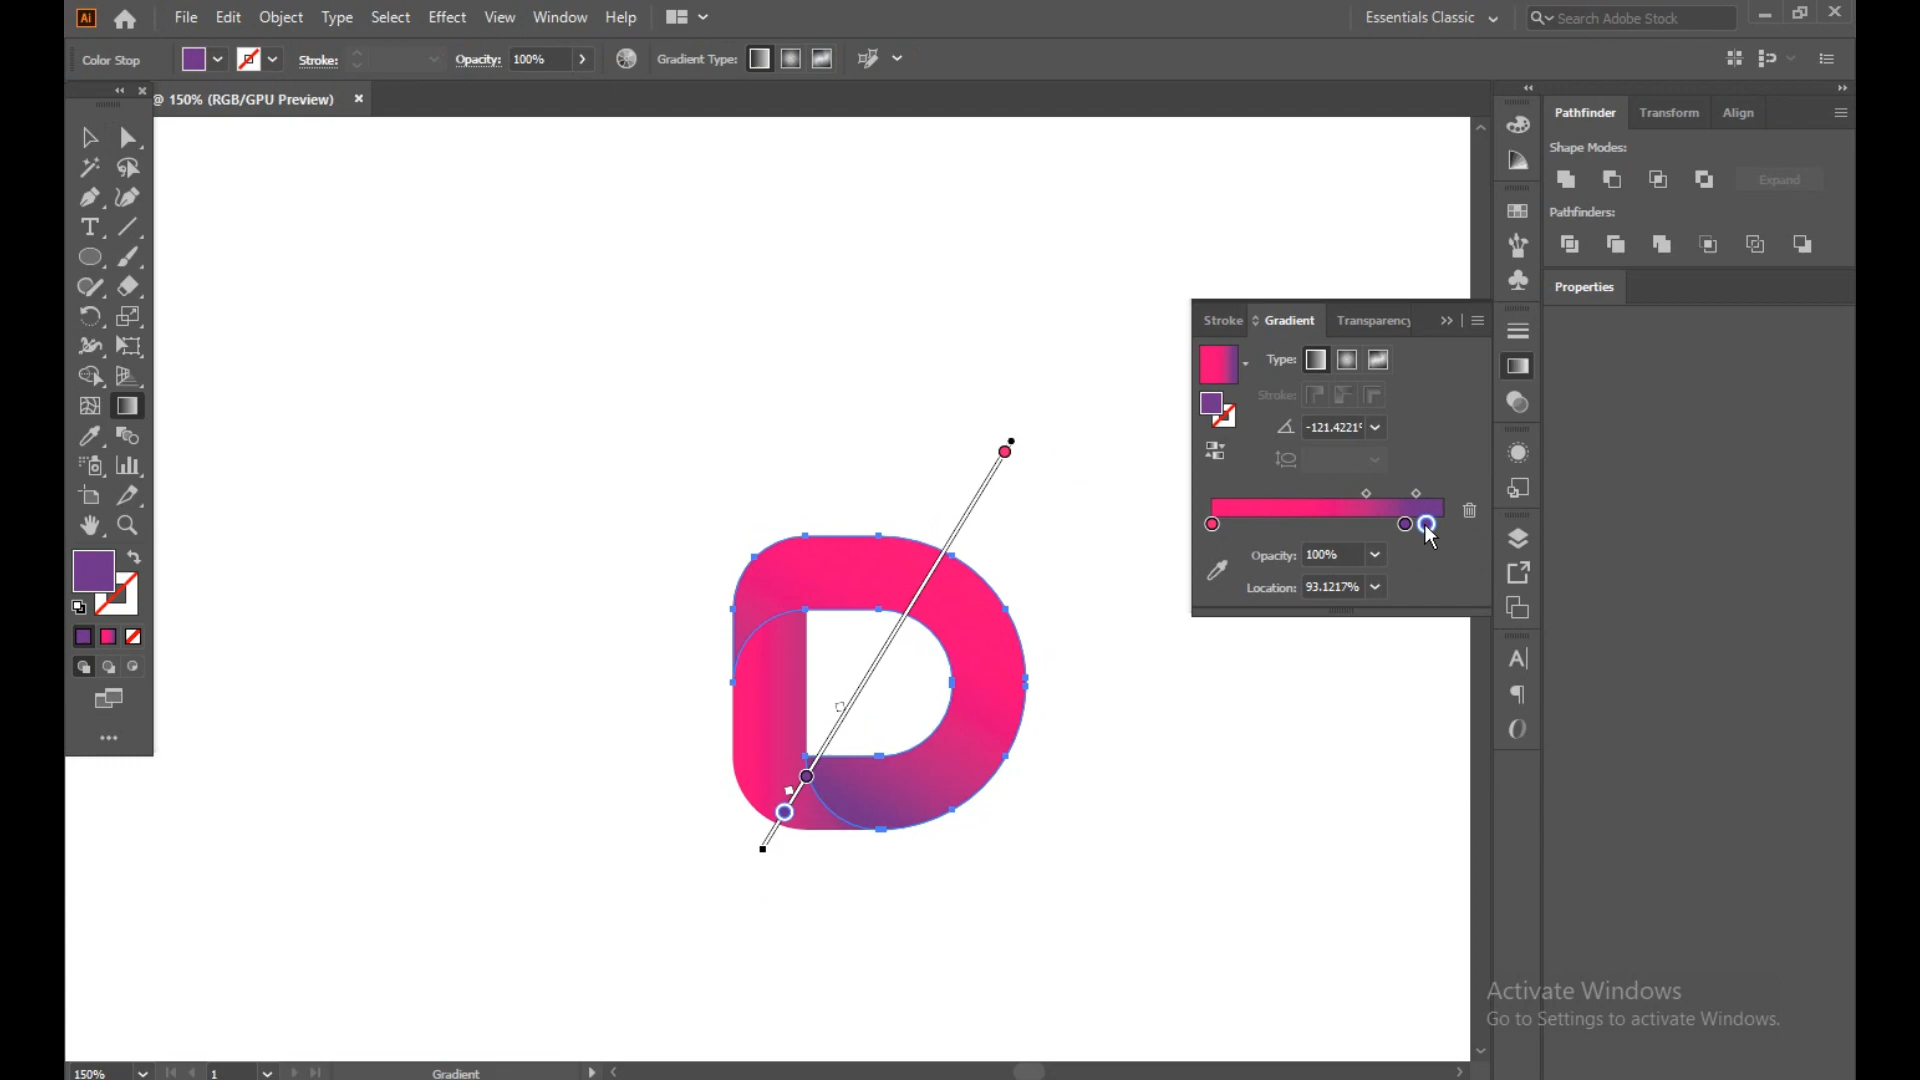 Ai File Edit Object Type Select Effect View Window Help Essentials Classic Search Adobe Stock
Color Stop Stroke: Opacity: 100% Gradient Type:
@ 150% (RGB/GPU Preview)
Pathfinder Transform Align
Shape Modes:
Expand
Pathfinders:
Properties
Stroke Gradient Transparency
Type:
Stroke:
-121.4221°
Opacity: 100%
Location: 93.1217%
Activate Windows
Go to Settings to activate Windows.
150% 1 Gradient